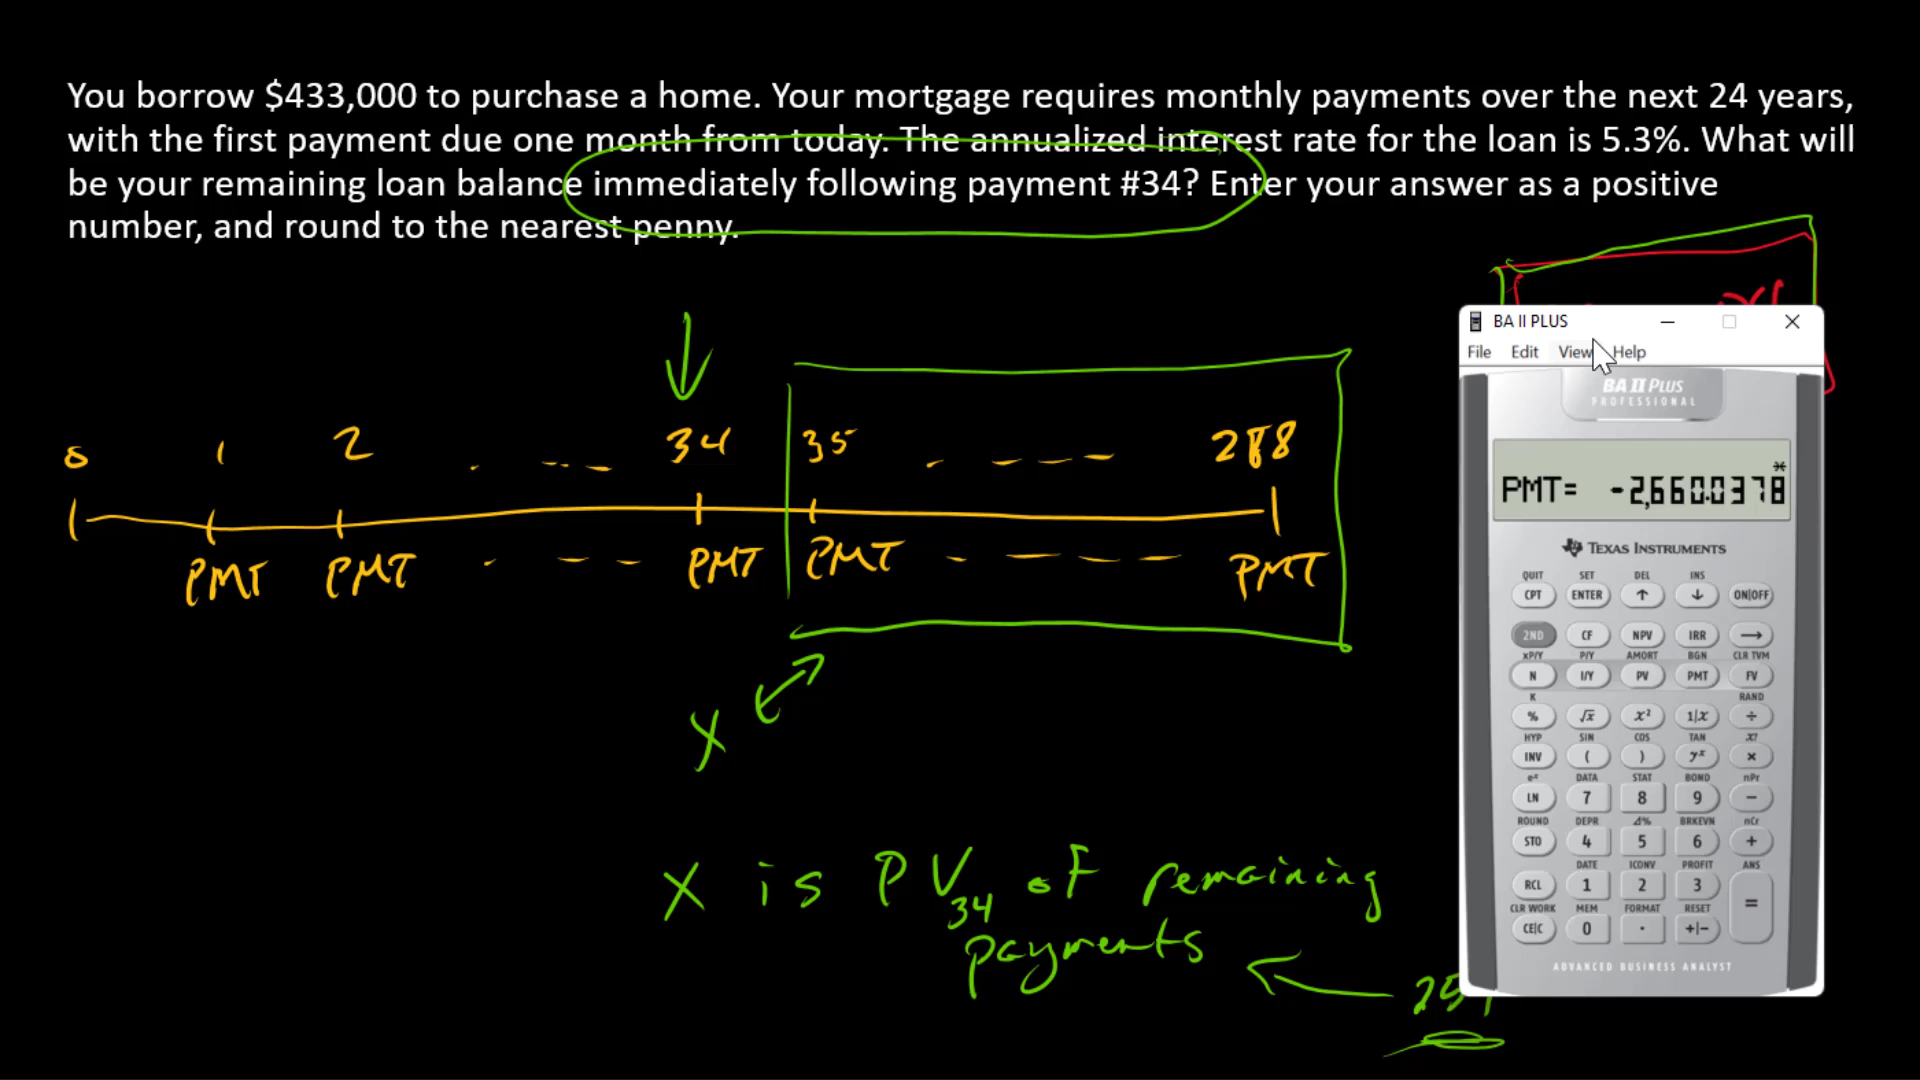 You borrow $433,000 to purchase a home. Your mortgage requires monthly payments over the next 24 years,
with the first payment due one month from today. The annualized interest rate for the loan is 5.3%. What will
be your remaining loan balance immediately following payment #34? Enter your answer as a positive
number, and round to the nearest penny.
BA II PLUS
File Edit View Help
BA II PLUS
PROFESSIONAL
0 1 2 34 35 288
PMT= -2,660.0378
PMT PMT PMT PMT PMT
TEXAS INSTRUMENTS
QUIT SET DEL INS
CPT ENTER ↑ ↓ ON|OFF
2ND CF NPV IRR →
xP/Y P/Y AMORT BGN CLR TVM
N I/Y PV PMT FV
K RAND
% √x x² 1/x ÷
HYP SIN COS TAN x!
INV ( ) yˣ ×
eˣ DATA STAT BOND nPr
LN 7 8 9 −
ROUND DEPR Δ% BRKEVN nCr
STO 4 5 6 +
DATE ICONV PROFIT ANS
RCL 1 2 3 =
CLR WORK MEM FORMAT RESET
CE|C 0 . +|−
ADVANCED BUSINESS ANALYST
X
X is PV34 of remaining
payments